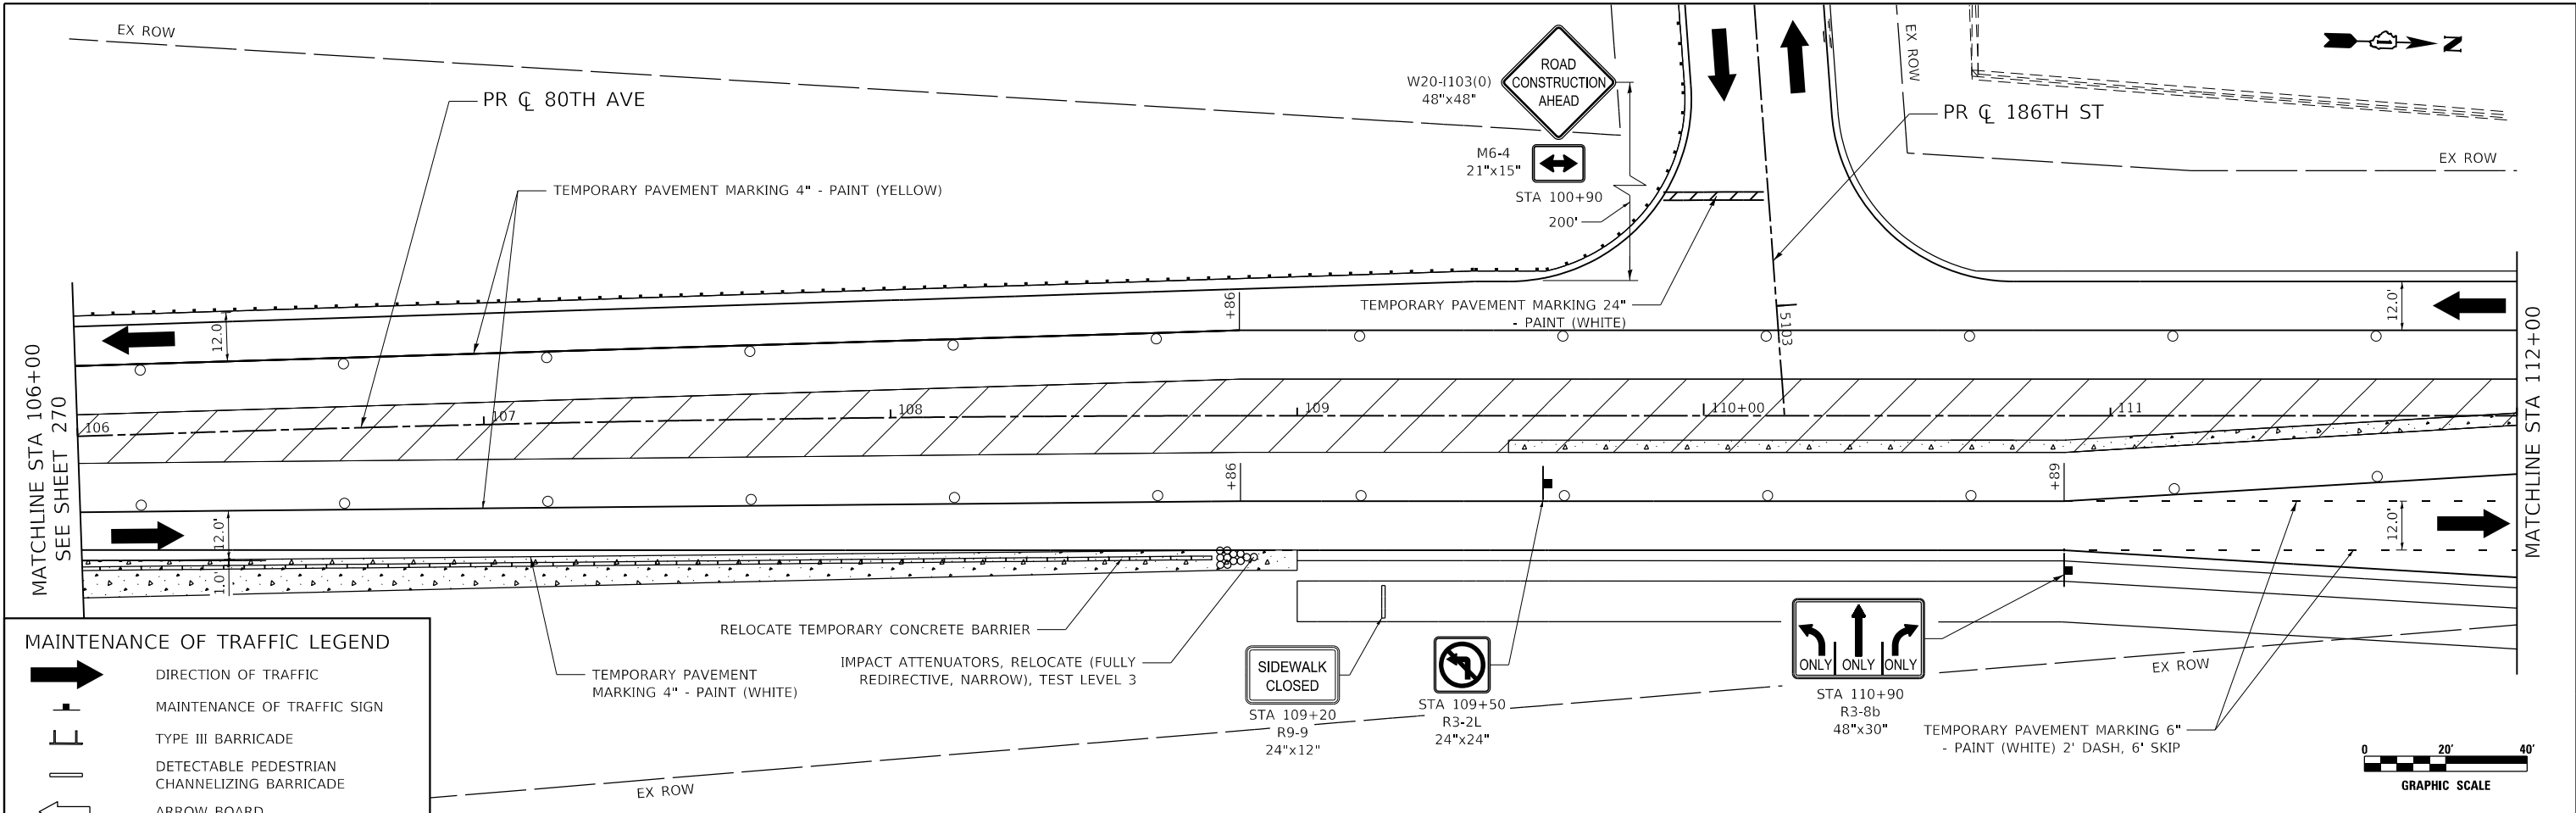 EX ROW
PR ℄ 80TH AVE
TEMPORARY PAVEMENT MARKING 4" - PAINT (YELLOW)
W20-I103(0)
48"x48"
ROAD
CONSTRUCTION
AHEAD
M6-4
21"x15"
STA 100+90
200'
TEMPORARY PAVEMENT MARKING 24"
- PAINT (WHITE)
EX ROW
PR ℄ 186TH ST
EX ROW
N
5103
MATCHLINE STA 106+00
SEE SHEET 270
12.0'
+86
12.0'
106
107
108
109
110+00
111
+86
+89
12.0'
1.0'
12.0'
MATCHLINE STA 112+00
RELOCATE TEMPORARY CONCRETE BARRIER
TEMPORARY PAVEMENT
MARKING 4" - PAINT (WHITE)
IMPACT ATTENUATORS, RELOCATE (FULLY
REDIRECTIVE, NARROW), TEST LEVEL 3
SIDEWALK
CLOSED
STA 109+20
R9-9
24"x12"
STA 109+50
R3-2L
24"x24"
ONLY ONLY ONLY
STA 110+90
R3-8b
48"x30"
TEMPORARY PAVEMENT MARKING 6"
- PAINT (WHITE) 2' DASH, 6' SKIP
EX ROW
EX ROW
0 20' 40'
GRAPHIC SCALE
MAINTENANCE OF TRAFFIC LEGEND
DIRECTION OF TRAFFIC
MAINTENANCE OF TRAFFIC SIGN
TYPE III BARRICADE
DETECTABLE PEDESTRIAN
CHANNELIZING BARRICADE
ARROW BOARD